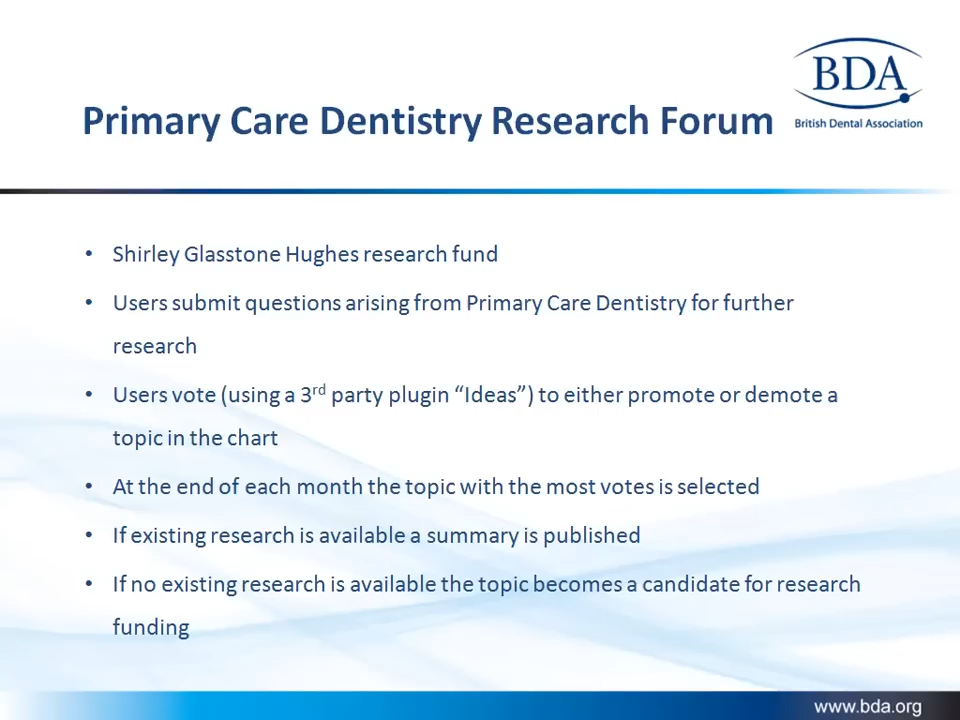 BDA
British Dental Association
Primary Care Dentistry Research Forum
• Shirley Glasstone Hughes research fund
• Users submit questions arising from Primary Care Dentistry for further
research
• Users vote (using a 3rd party plugin “Ideas”) to either promote or demote a
topic in the chart
• At the end of each month the topic with the most votes is selected
• If existing research is available a summary is published
• If no existing research is available the topic becomes a candidate for research
funding
www.bda.org